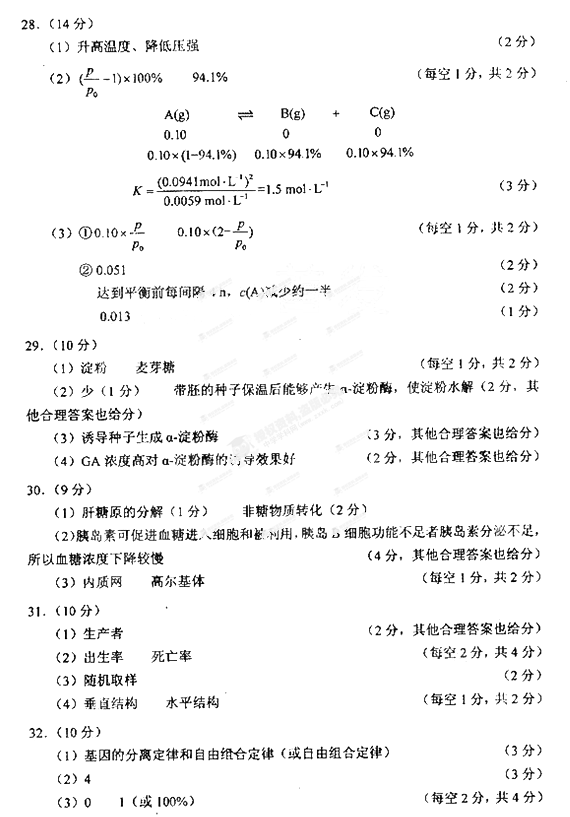 28.（14分）
（1）升高温度、降低压强 （2分）
（2）(p/p₀ -1)×100%　94.1% （每空1分，共2分）
A(g) ⇌ B(g) + C(g)
0.10 0 0
0.10×(1-94.1%) 0.10×94.1% 0.10×94.1%
K = (0.0941mol·L⁻¹)² / 0.0059 mol·L⁻¹ =1.5 mol·L⁻¹ （3分）
（3）①0.10×p/p₀　0.10×(2-p/p₀) （每空1分，共2分）
②0.051 （2分）
达到平衡前每间隔 h，c(A)减少约一半 （2分）
0.013 （1分）
29.（10分）
（1）淀粉　麦芽糖 （每空1分，共2分）
（2）少（1分）　带胚的种子保温后能够产生α-淀粉酶，使淀粉水解（2分，其
他合理答案也给分）
（3）诱导种子生成α-淀粉酶 （3分，其他合理答案也给分）
（4）GA浓度高对α-淀粉酶的诱导效果好 （2分，其他合理答案也给分）
30.（9分）
（1）肝糖原的分解（1分）　非糖物质转化（2分）
（2）胰岛素可促进血糖进入细胞和被利用，胰岛B细胞功能不足者胰岛素分泌不足，
所以血糖浓度下降较慢 （4分，其他合理答案也给分）
（3）内质网　高尔基体 （每空1分，共2分）
31.（10分）
（1）生产者 （2分，其他合理答案也给分）
（2）出生率　死亡率 （每空2分，共4分）
（3）随机取样 （2分）
（4）垂直结构　水平结构 （每空1分，共2分）
32.（10分）
（1）基因的分离定律和自由组合定律（或自由组合定律） （3分）
（2）4 （3分）
（3）0　1（或100%） （每空2分，共4分）